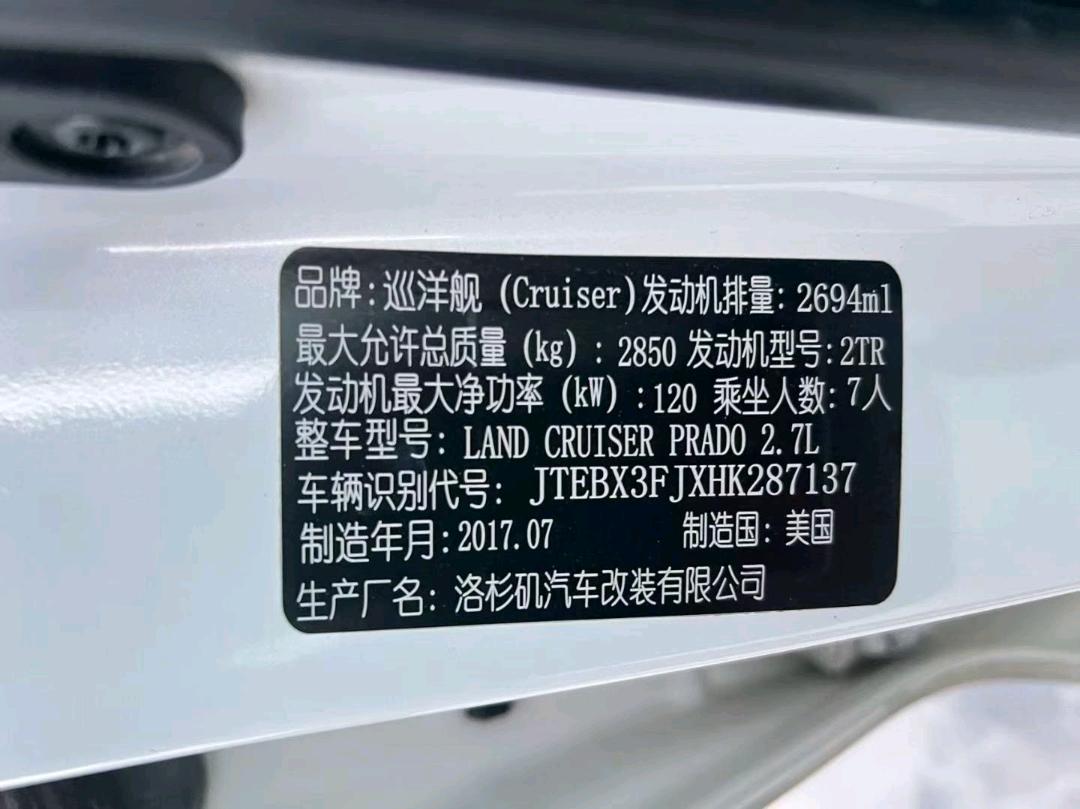 品牌:巡洋舰 (Cruiser)发动机排量: 2694ml
最大允许总质量 (kg) : 2850 发动机型号:2TR
发动机最大净功率 (kW) :120 乘坐人数:7人
整车型号: LAND CRUISER PRADO 2.7L
车辆识别代号: JTEBX3FJXHK287137
制造年月:2017.07 制造国: 美国
生产厂名: 洛杉矶汽车改装有限公司